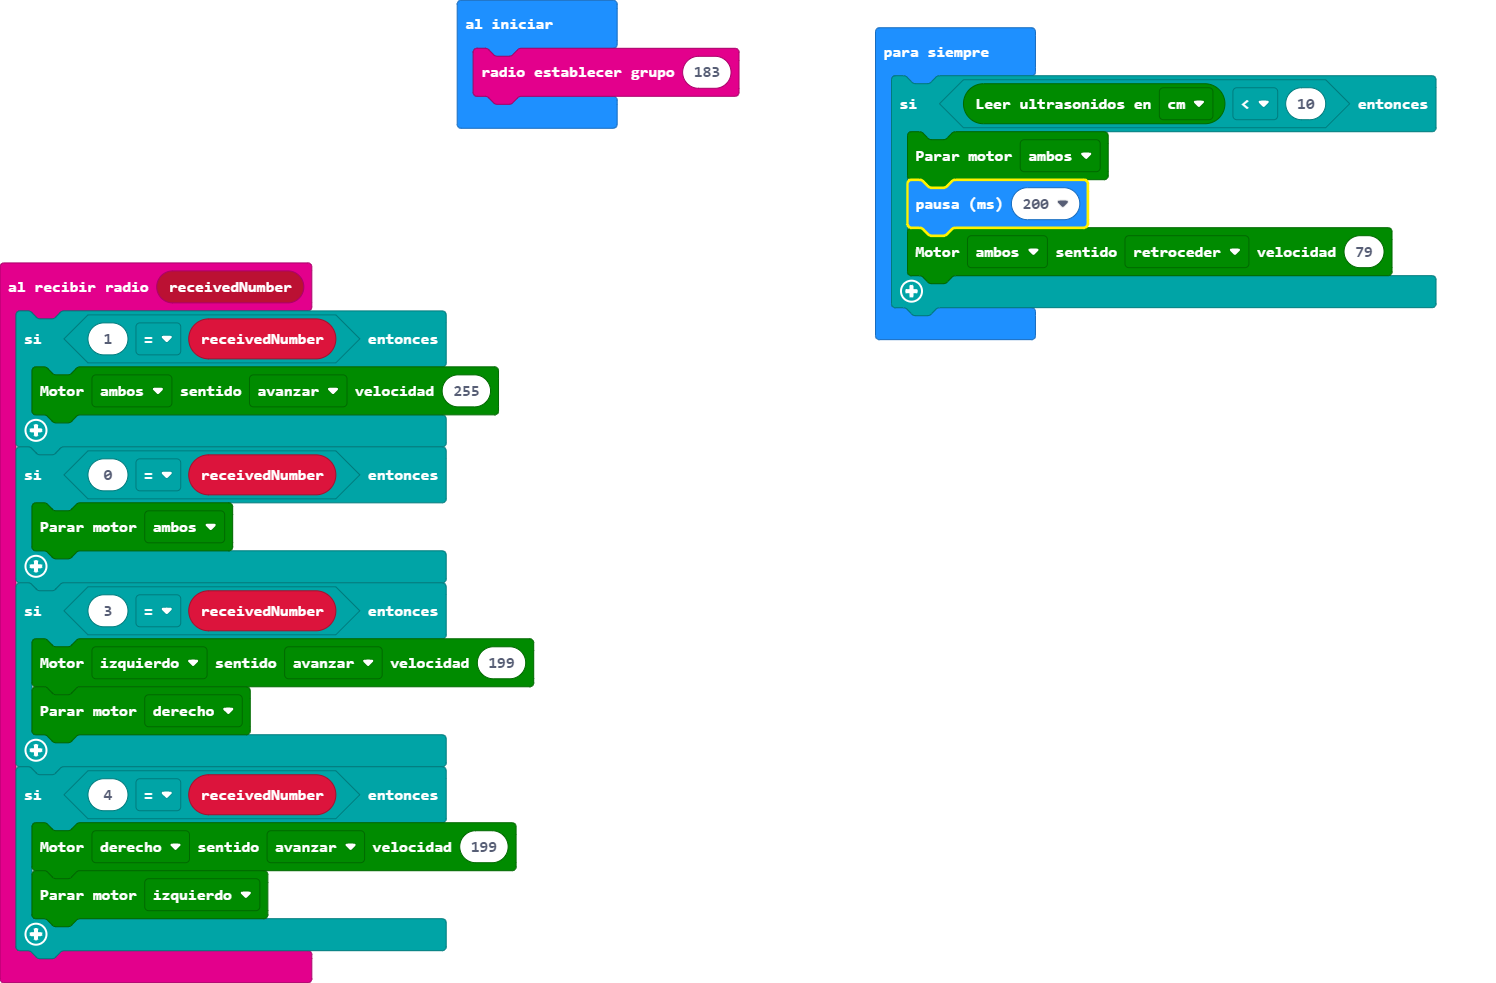 al iniciar
radio establecer grupo 183
para siempre
si Leer ultrasonidos en cm < 10 entonces
Parar motor ambos
pausa (ms) 200
Motor ambos sentido retroceder velocidad 79
al recibir radio receivedNumber
si 1 = receivedNumber entonces
Motor ambos sentido avanzar velocidad 255
si 0 = receivedNumber entonces
Parar motor ambos
si 3 = receivedNumber entonces
Motor izquierdo sentido avanzar velocidad 199
Parar motor derecho
si 4 = receivedNumber entonces
Motor derecho sentido avanzar velocidad 199
Parar motor izquierdo